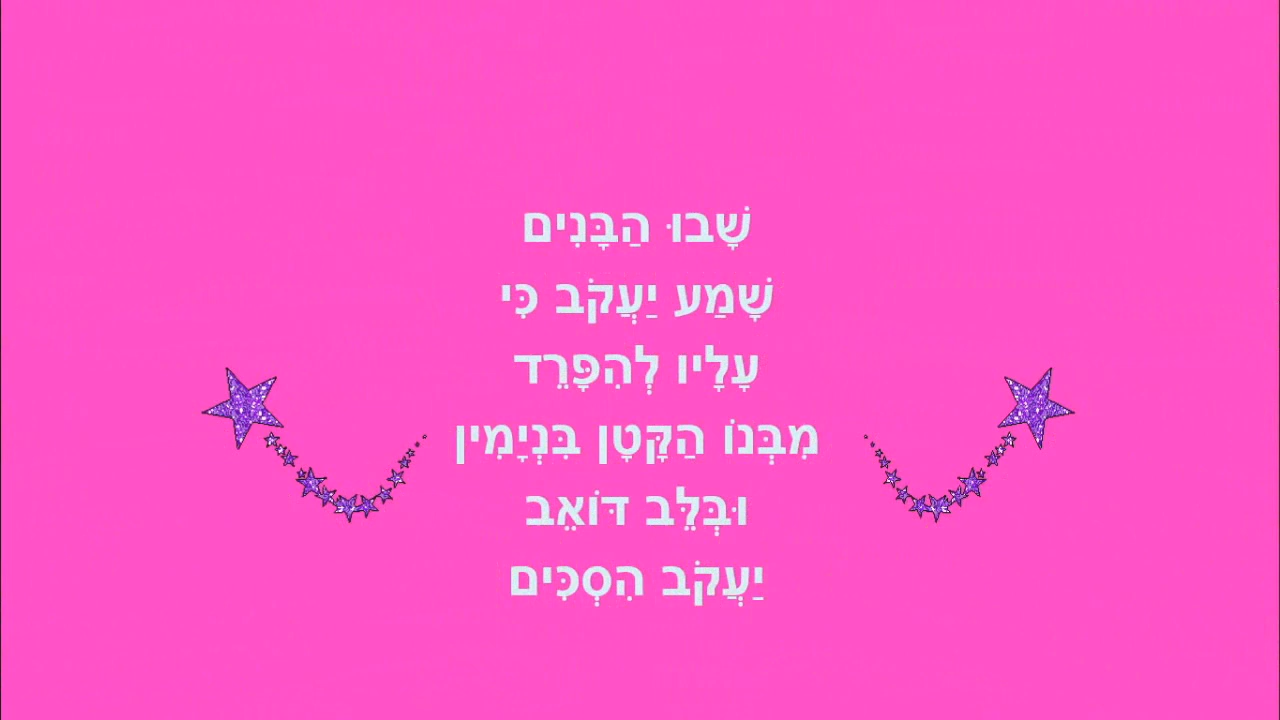 שָׁבוּ הַבָּנִים
שָׁמַע יַעֲקֹב כִּי
עָלָיו לְהִפָּרֵד
מִבְּנוֹ הַקָּטָן בִּנְיָמִין
וּבְּלֵּב דּוֹאֵב
יַעֲקֹב הִסְכִּים